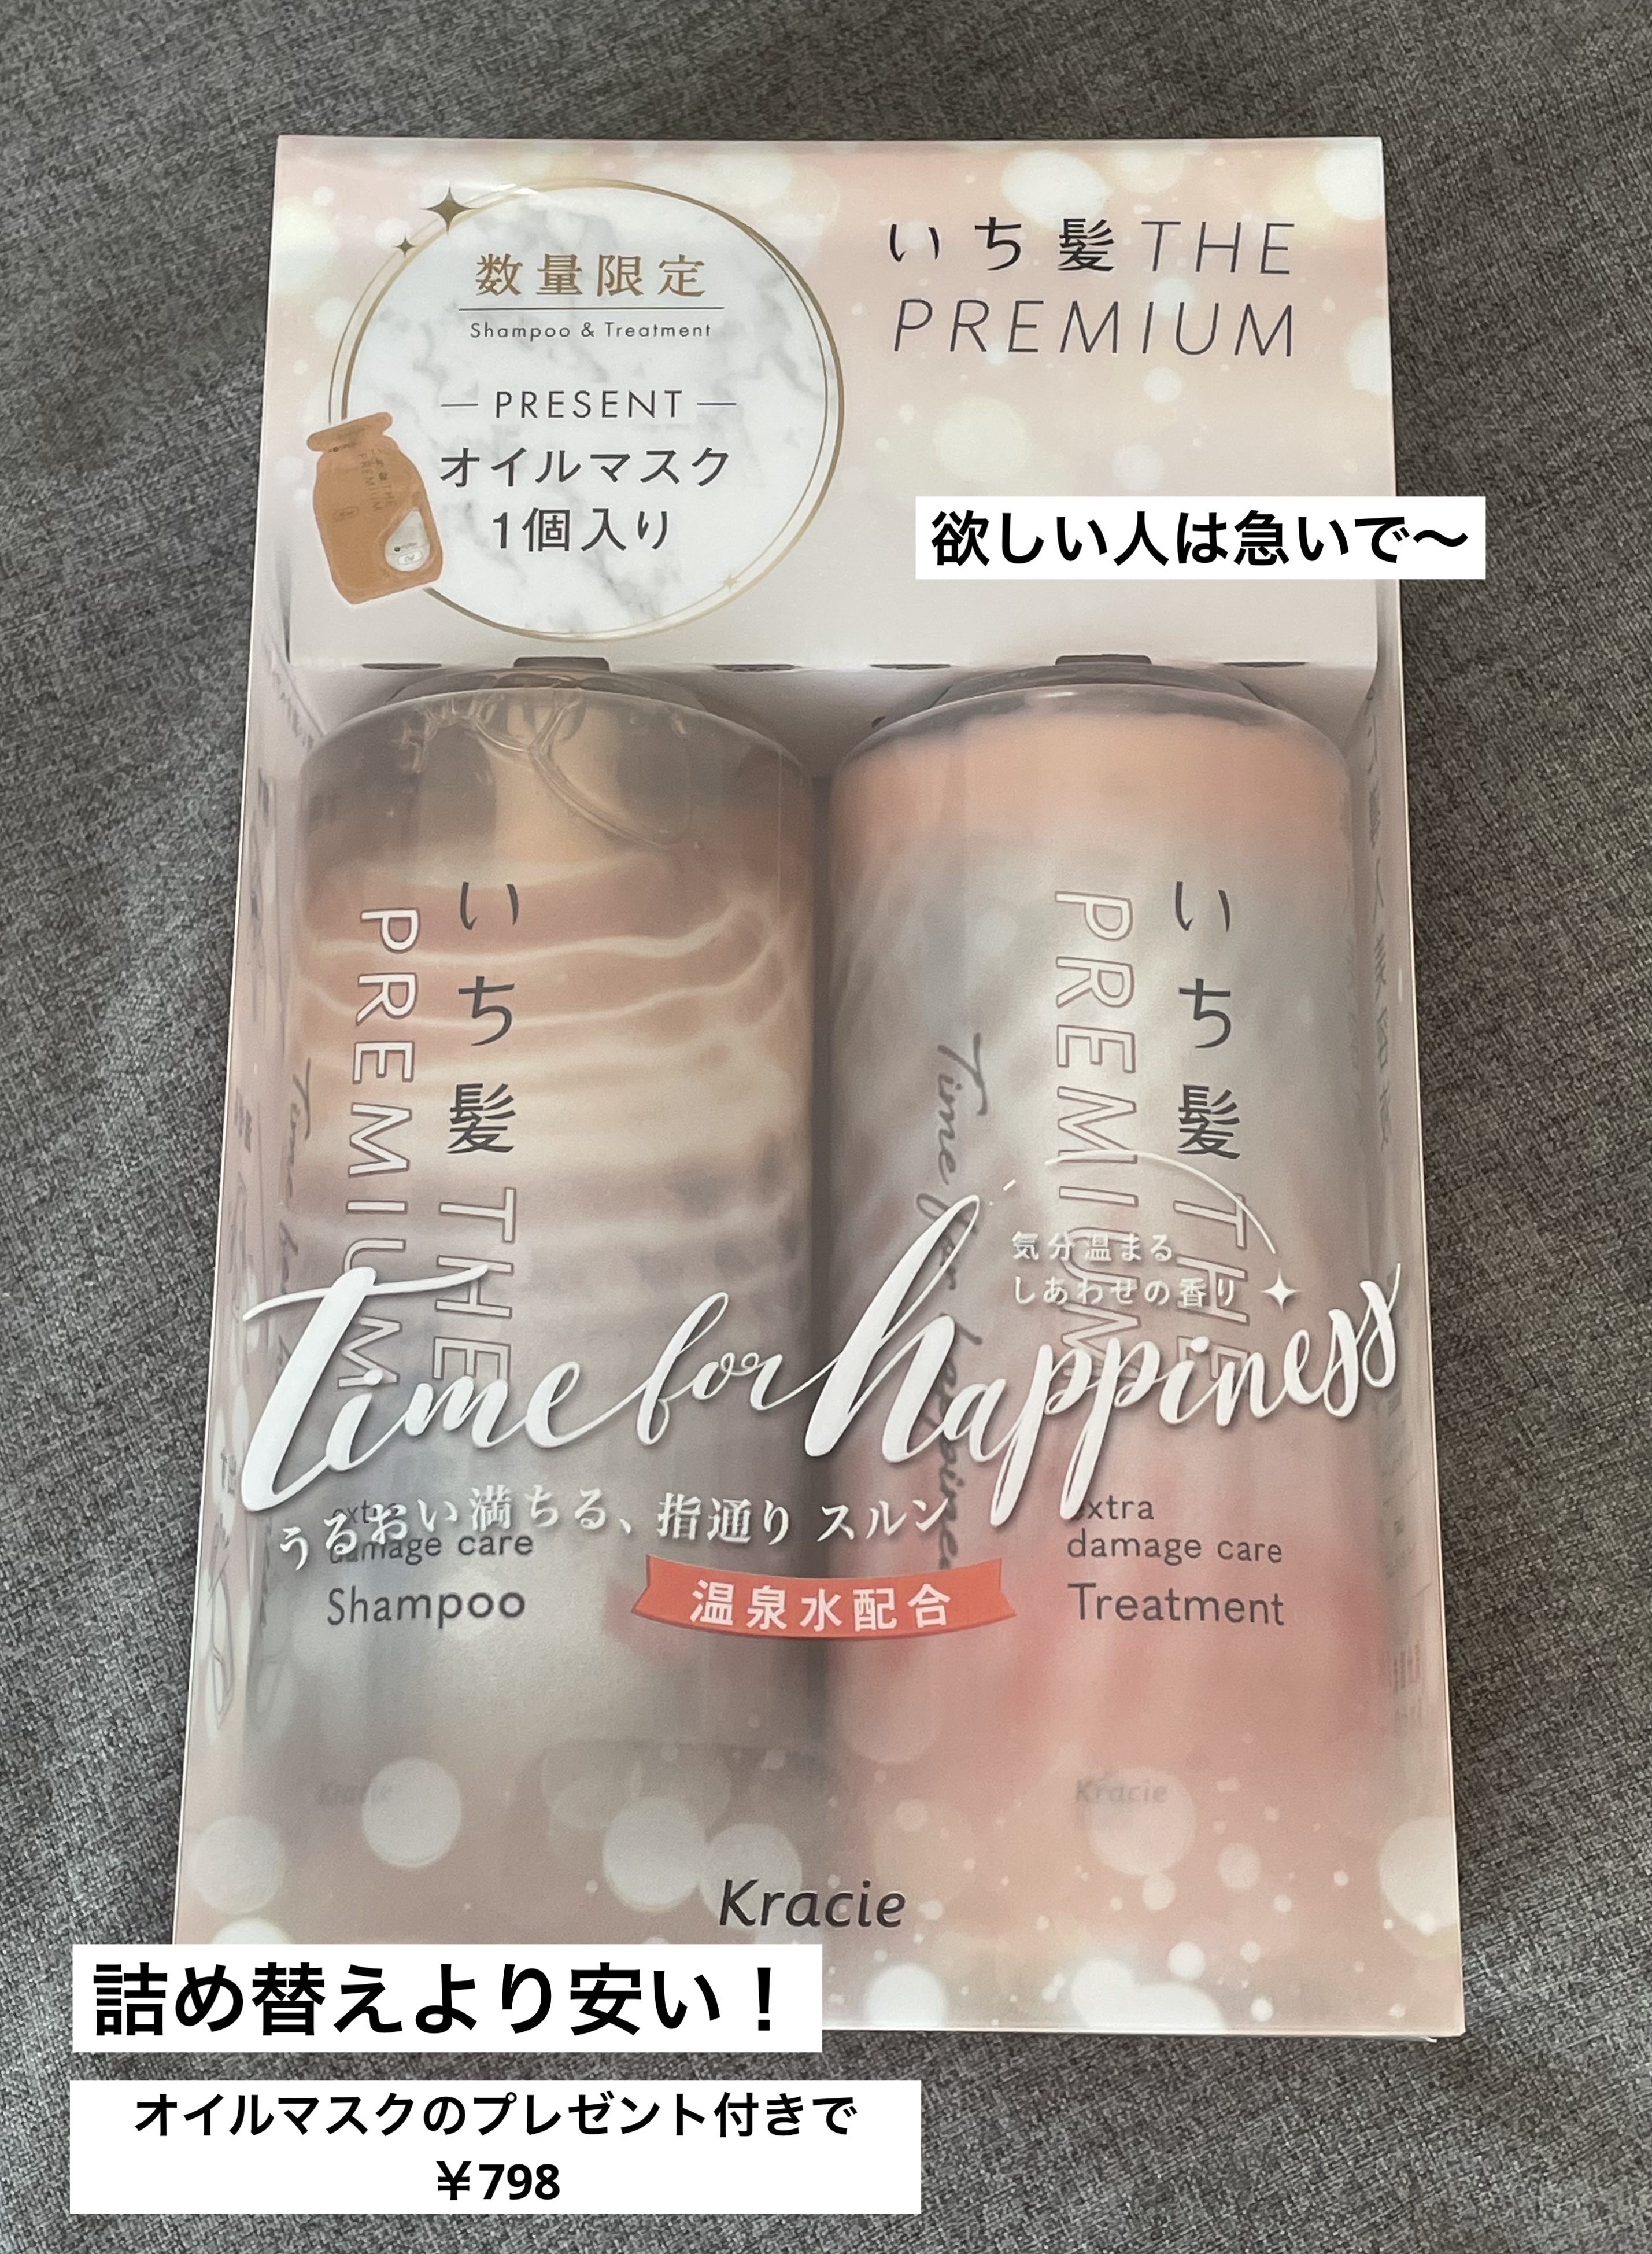 数量限定
Shampoo & Treatment
PRESENT
オイルマスク
1個入り
いち髪 THE
PREMIUM
欲しい人は急いで〜
いち髪 THE
PREMIUM
いち髪 THE
PREMIUM
Time for happiness
気分温まる
しあわせの香り
Time for happiness
うるおい満ちる、指通り スルン
温泉水配合
extra
damage care
Shampoo
extra
damage care
Treatment
Kracie
Kracie
Kracie
詰め替えより安い！
オイルマスクのプレゼント付きで
￥798